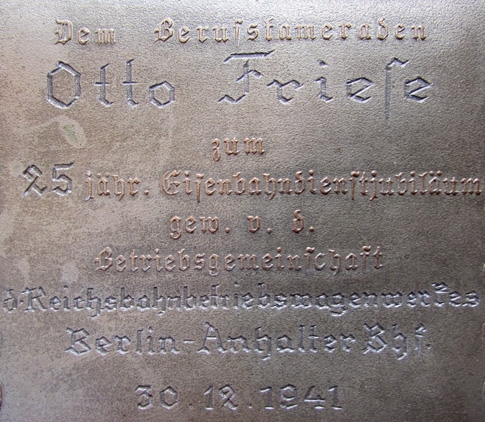 Dem Berufskameraden
Otto Friese
zum
25 jähr. Eisenbahndienstjubiläum
gew. v. d.
Betriebsgemeinschaft
d. Reichsbahnbetriebswagenwerkes
Berlin-Anhalter Bhf.
30.12.1941